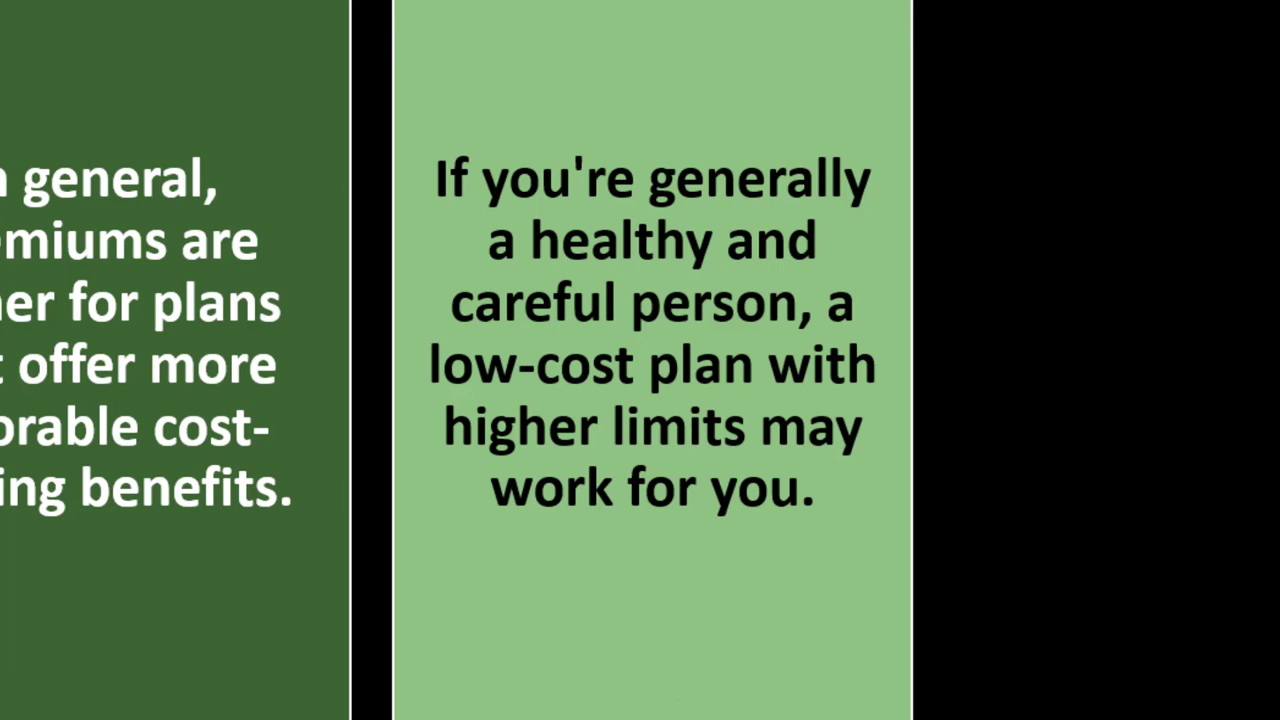 general,
are
for plans
offer more
cost-
benefits.
If you're generally
a healthy and
careful person, a
low-cost plan with
higher limits may
work for you.